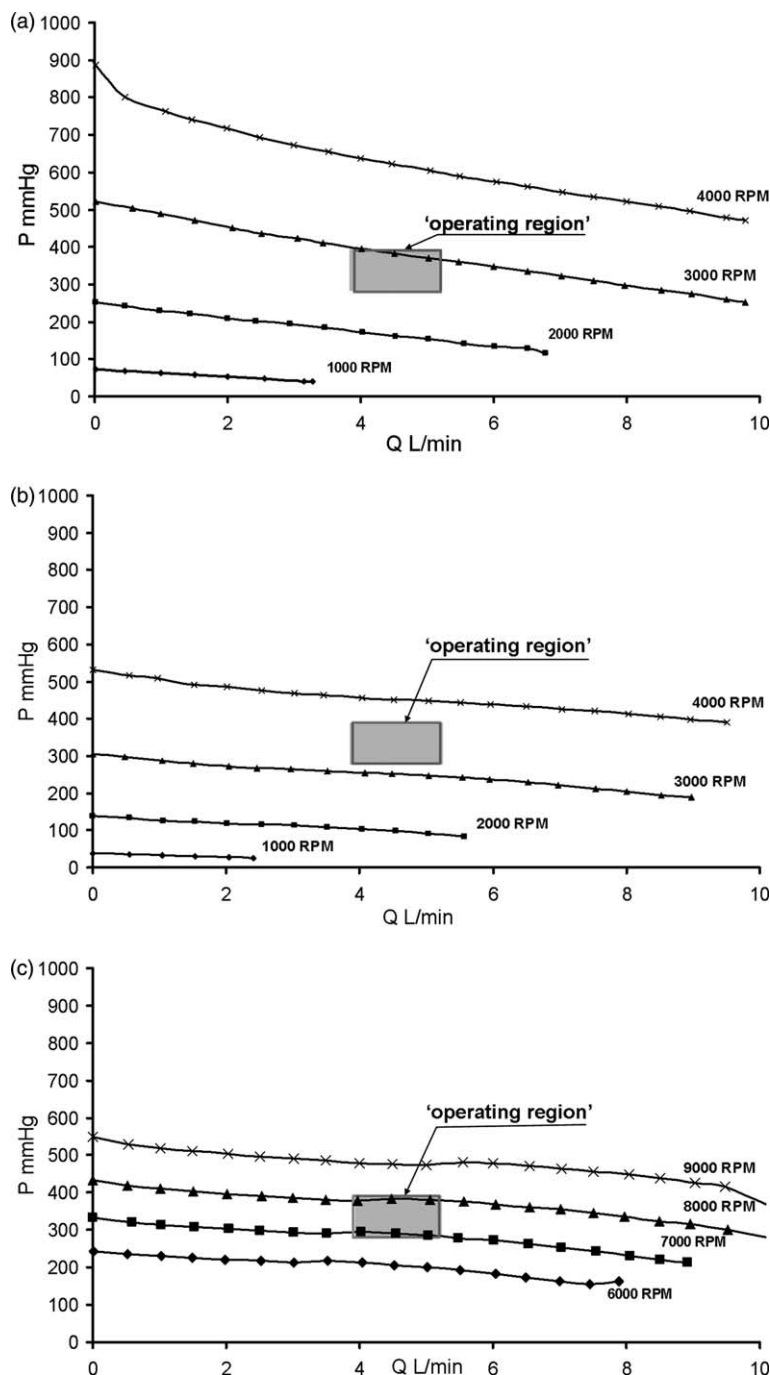 (a)
1000
900
800
700
600
500
400
300
200
100
0
P mmHg
'operating region'
4000 RPM
3000 RPM
2000 RPM
1000 RPM
0 2 4 6 8 10
Q L/min
(b)
1000
900
800
700
600
500
400
300
200
100
0
P mmHg
'operating region'
4000 RPM
3000 RPM
2000 RPM
1000 RPM
0 2 4 6 8 10
Q L/min
(c)
1000
900
800
700
600
500
400
300
200
100
0
P mmHg
'operating region'
9000 RPM
8000 RPM
7000 RPM
6000 RPM
0 2 4 6 8 10
Q L/min